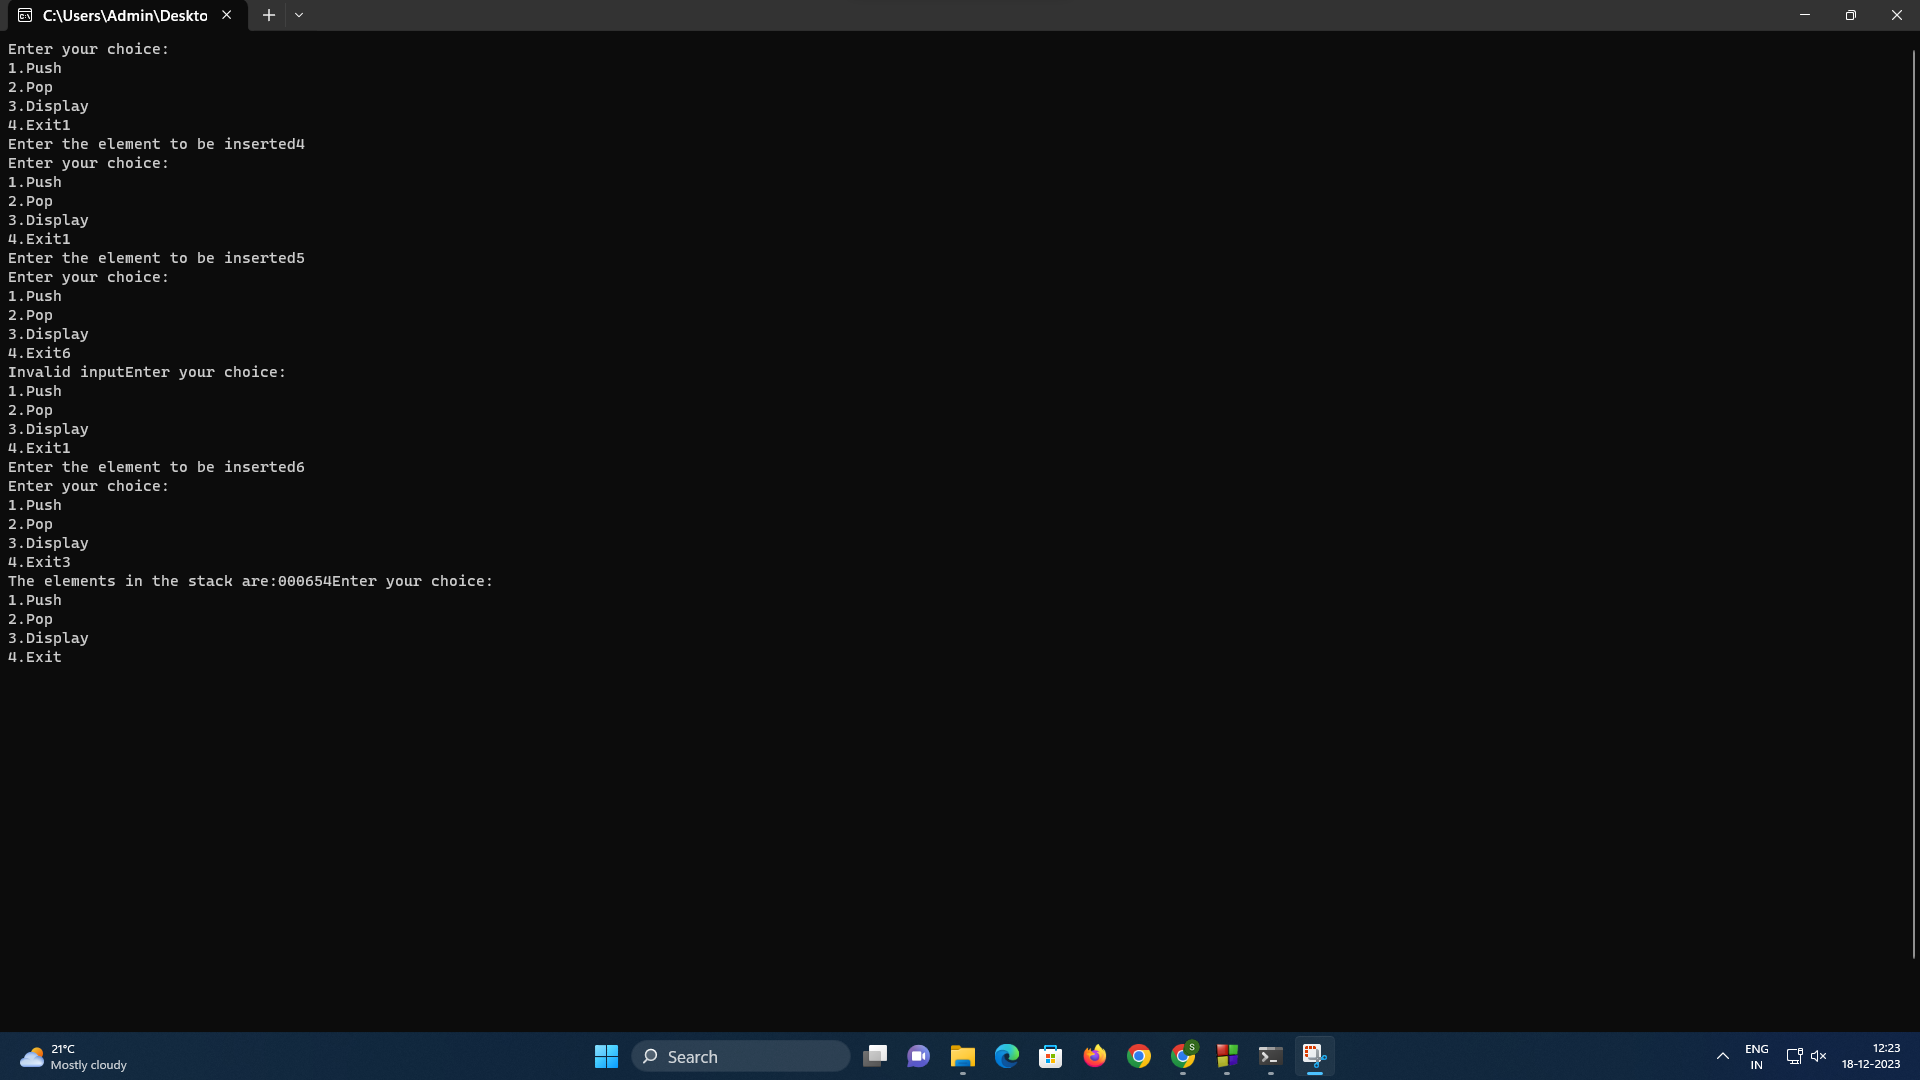 C:\Users\Admin\Deskto
Enter your choice:
1.Push
2.Pop
3.Display
4.Exit1
Enter the element to be inserted4
Enter your choice:
1.Push
2.Pop
3.Display
4.Exit1
Enter the element to be inserted5
Enter your choice:
1.Push
2.Pop
3.Display
4.Exit6
Invalid inputEnter your choice:
1.Push
2.Pop
3.Display
4.Exit1
Enter the element to be inserted6
Enter your choice:
1.Push
2.Pop
3.Display
4.Exit3
The elements in the stack are:000654Enter your choice:
1.Push
2.Pop
3.Display
4.Exit
21°C
Mostly cloudy
Search
S
ENG
IN
12:23
18-12-2023